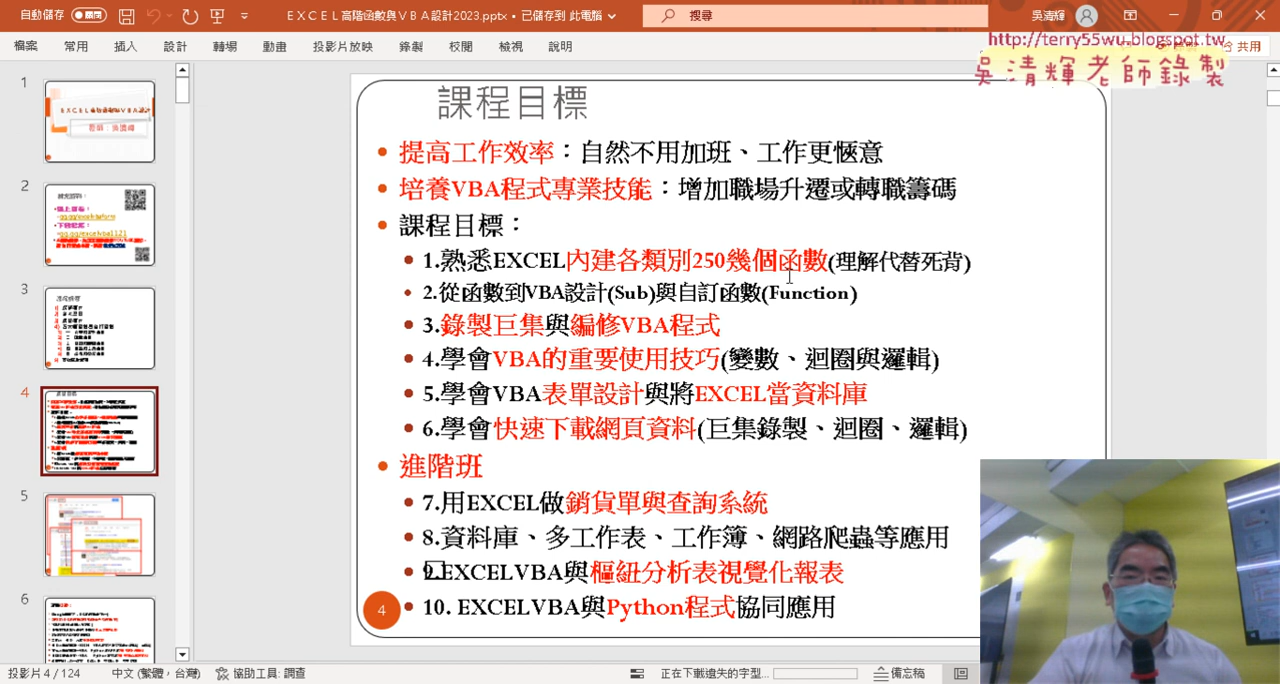 自動儲存
關閉
EXCEL高階函數與VBA設計2023.pptx • 已儲存到 此電腦
搜尋
吳清輝
檔案
常用
插入
設計
轉場
動畫
投影片放映
錄製
校閱
檢視
說明
共用
http://terry55wu.blogspot.tw
吳清輝老師錄製
1
2
3
4
5
6
課程目標
提高工作效率：自然不用加班、工作更愜意
培養VBA程式專業技能：增加職場升遷或轉職籌碼
課程目標：
1.熟悉EXCEL內建各類別250幾個函數(理解代替死背)
2.從函數到VBA設計(Sub)與自訂函數(Function)
3.錄製巨集與編修VBA程式
4.學會VBA的重要使用技巧(變數、迴圈與邏輯)
5.學會VBA表單設計與將EXCEL當資料庫
6.學會快速下載網頁資料(巨集錄製、迴圈、邏輯)
進階班
7.用EXCEL做銷貨單與查詢系統
8.資料庫、多工作表、工作簿、網路爬蟲等應用
9.EXCELVBA與樞紐分析表視覺化報表
10. EXCELVBA與Python程式協同應用
4
投影片 4 / 124
中文 (繁體，台灣)
協助工具: 調查
正在下載遺失的字型...
備忘稿